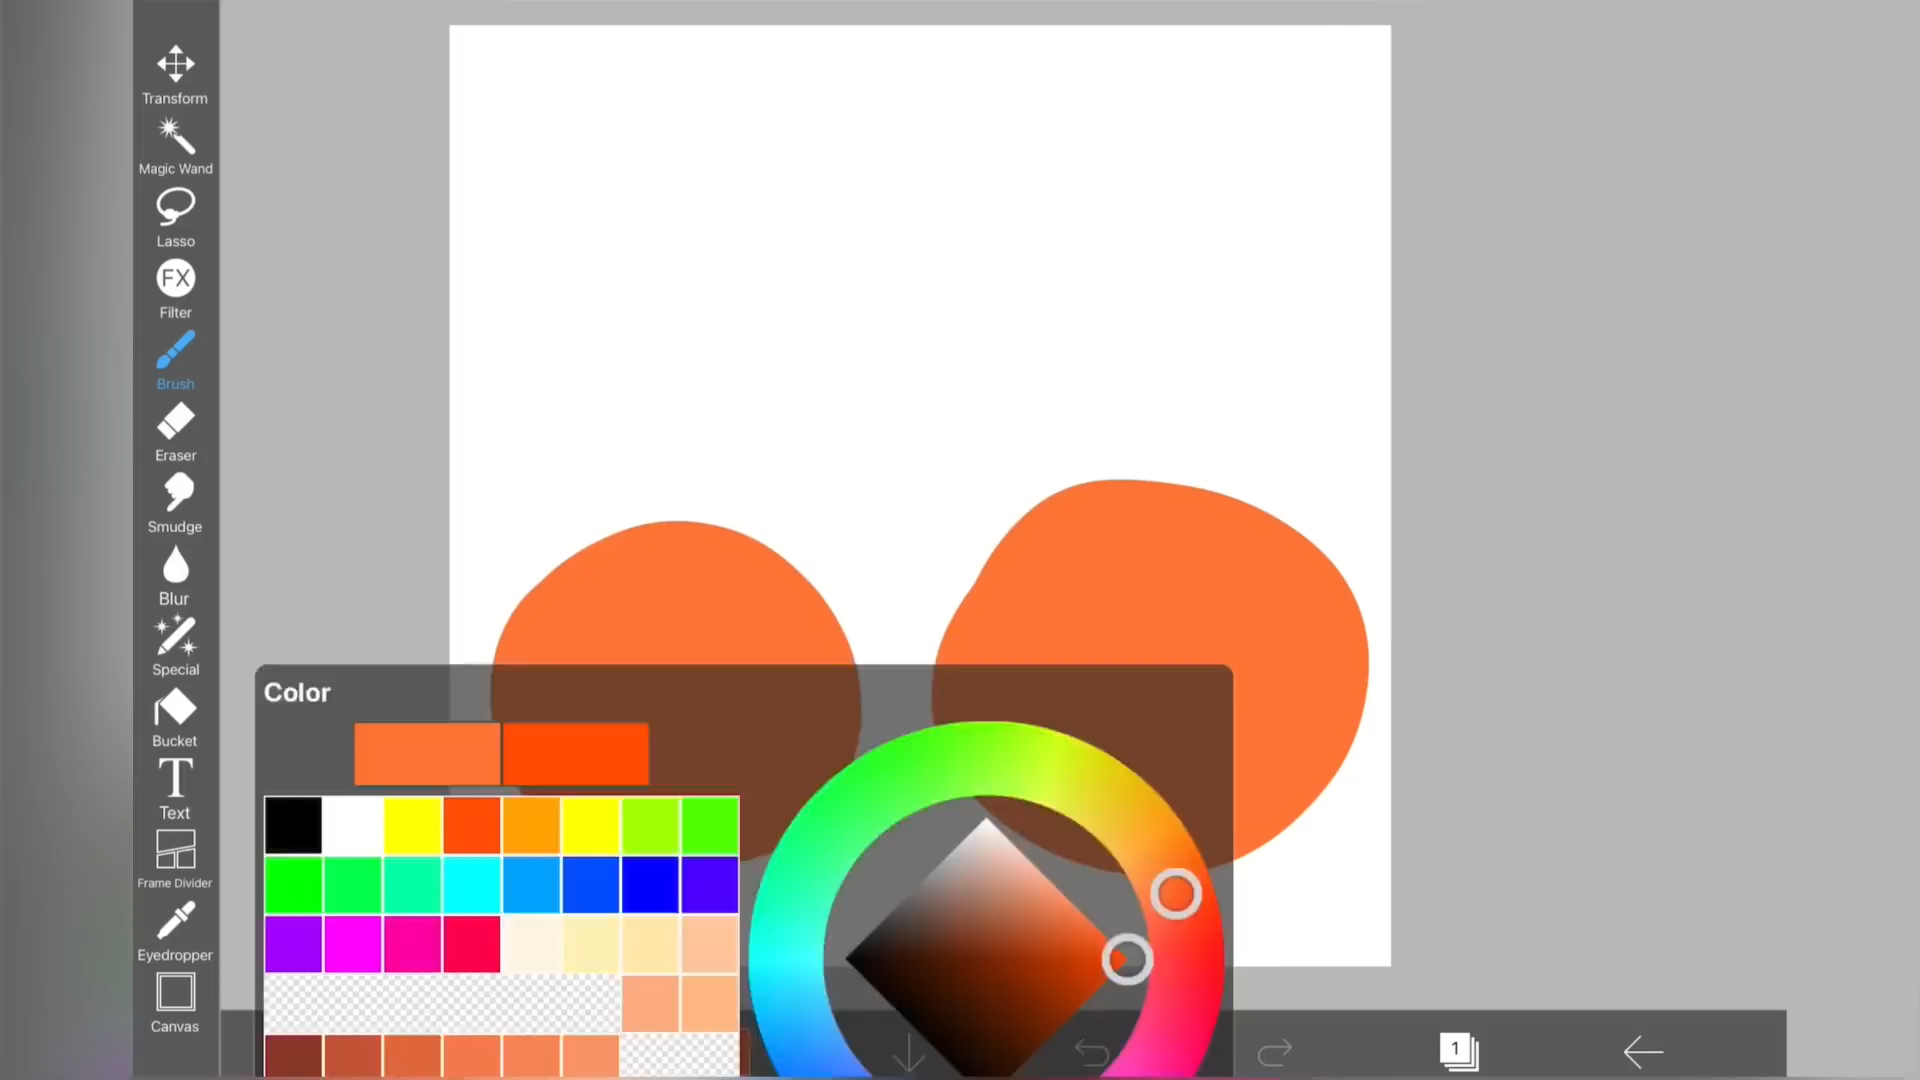 Transform
Magic Wand
Lasso
FX
Filter
Brush
Eraser
Smudge
Blur
Special
Bucket
T
Text
Frame Divider
Eyedropper
Canvas
Color
1